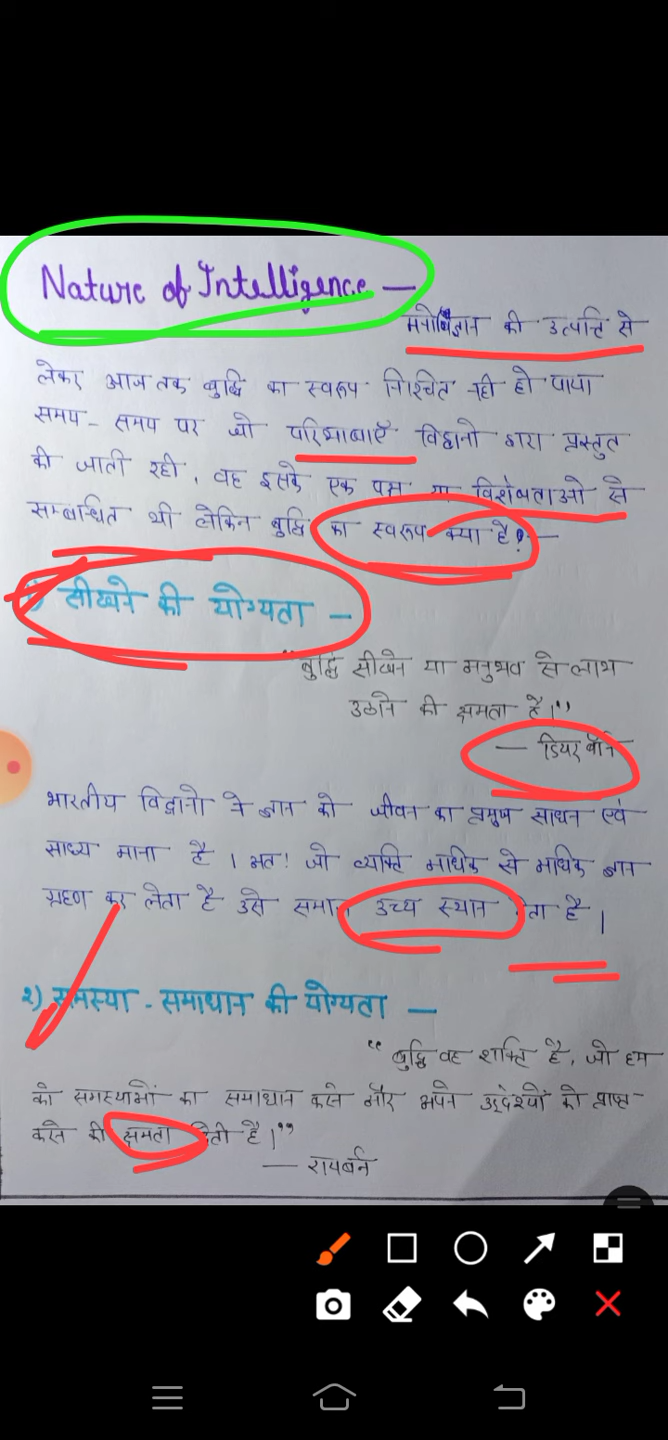 Nature of Intelligence —
मनोविज्ञान की उत्पत्ति से
लेकर आज तक बुद्धि का स्वरूप निश्चित नही हो पाया
समय - समय पर जो परिभाषाएँ विद्वानो द्वारा प्रस्तुत
की जाती रही, वह इसके एक पक्ष या विशेषताओ से
सम्बन्धित थी लेकिन बुद्धि का स्वरूप क्या है? —
सीखने की योग्यता —
“बुद्धि सीखने या अनुभव से लाभ
उठाने की क्षमता है।”
— डियर बॉर्न
भारतीय विद्वानो ने ज्ञान को जीवन का प्रमुख साधन एवं
साध्य माना है। अत! जो व्यक्ति अधिक से अधिक ज्ञान
ग्रहण कर लेता है उसे समाज उच्च स्थान देता है।
२) समस्या - समाधान की योग्यता —
“बुद्धि वह शक्ति है, जो हम
को समस्याओं का समाधान करने और अपने उद्देश्यों को प्राप्त
करने की क्षमता देती है।”
— रायबर्न